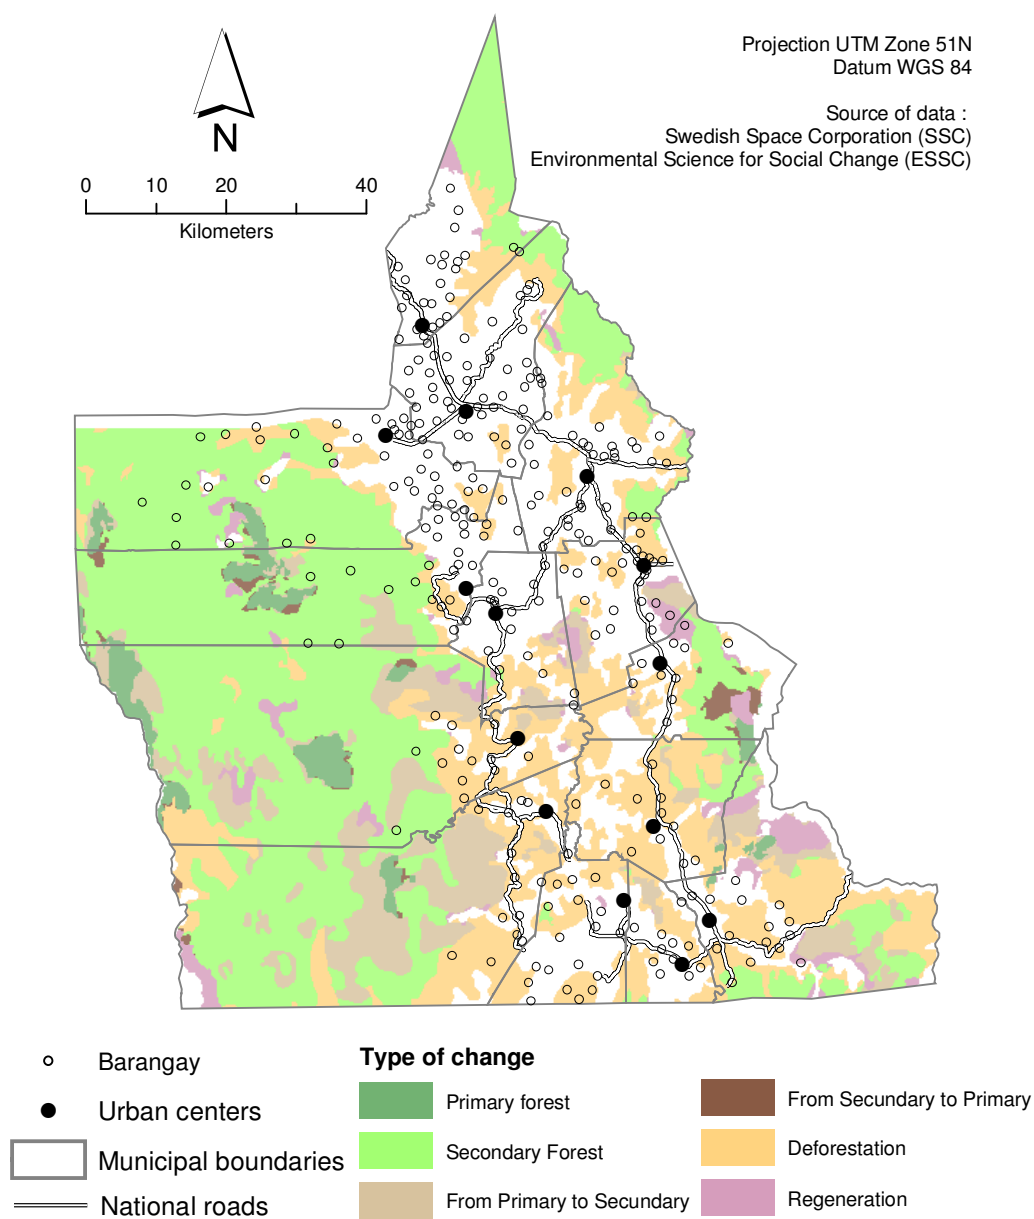 Projection UTM Zone 51N
Datum WGS 84
Source of data :
Swedish Space Corporation (SSC)
Environmental Science for Social Change (ESSC)
N
0 10 20 40
Kilometers
Barangay
Urban centers
Municipal boundaries
National roads
Type of change
Primary forest
Secondary Forest
From Primary to Secundary
From Secundary to Primary
Deforestation
Regeneration